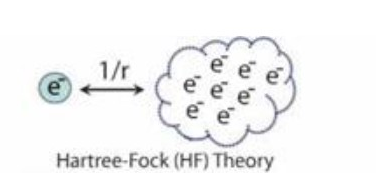 1/r
e⁻
e⁻ e⁻ e⁻
e⁻ e⁻ e⁻
e⁻ e⁻
Hartree-Fock (HF) Theory